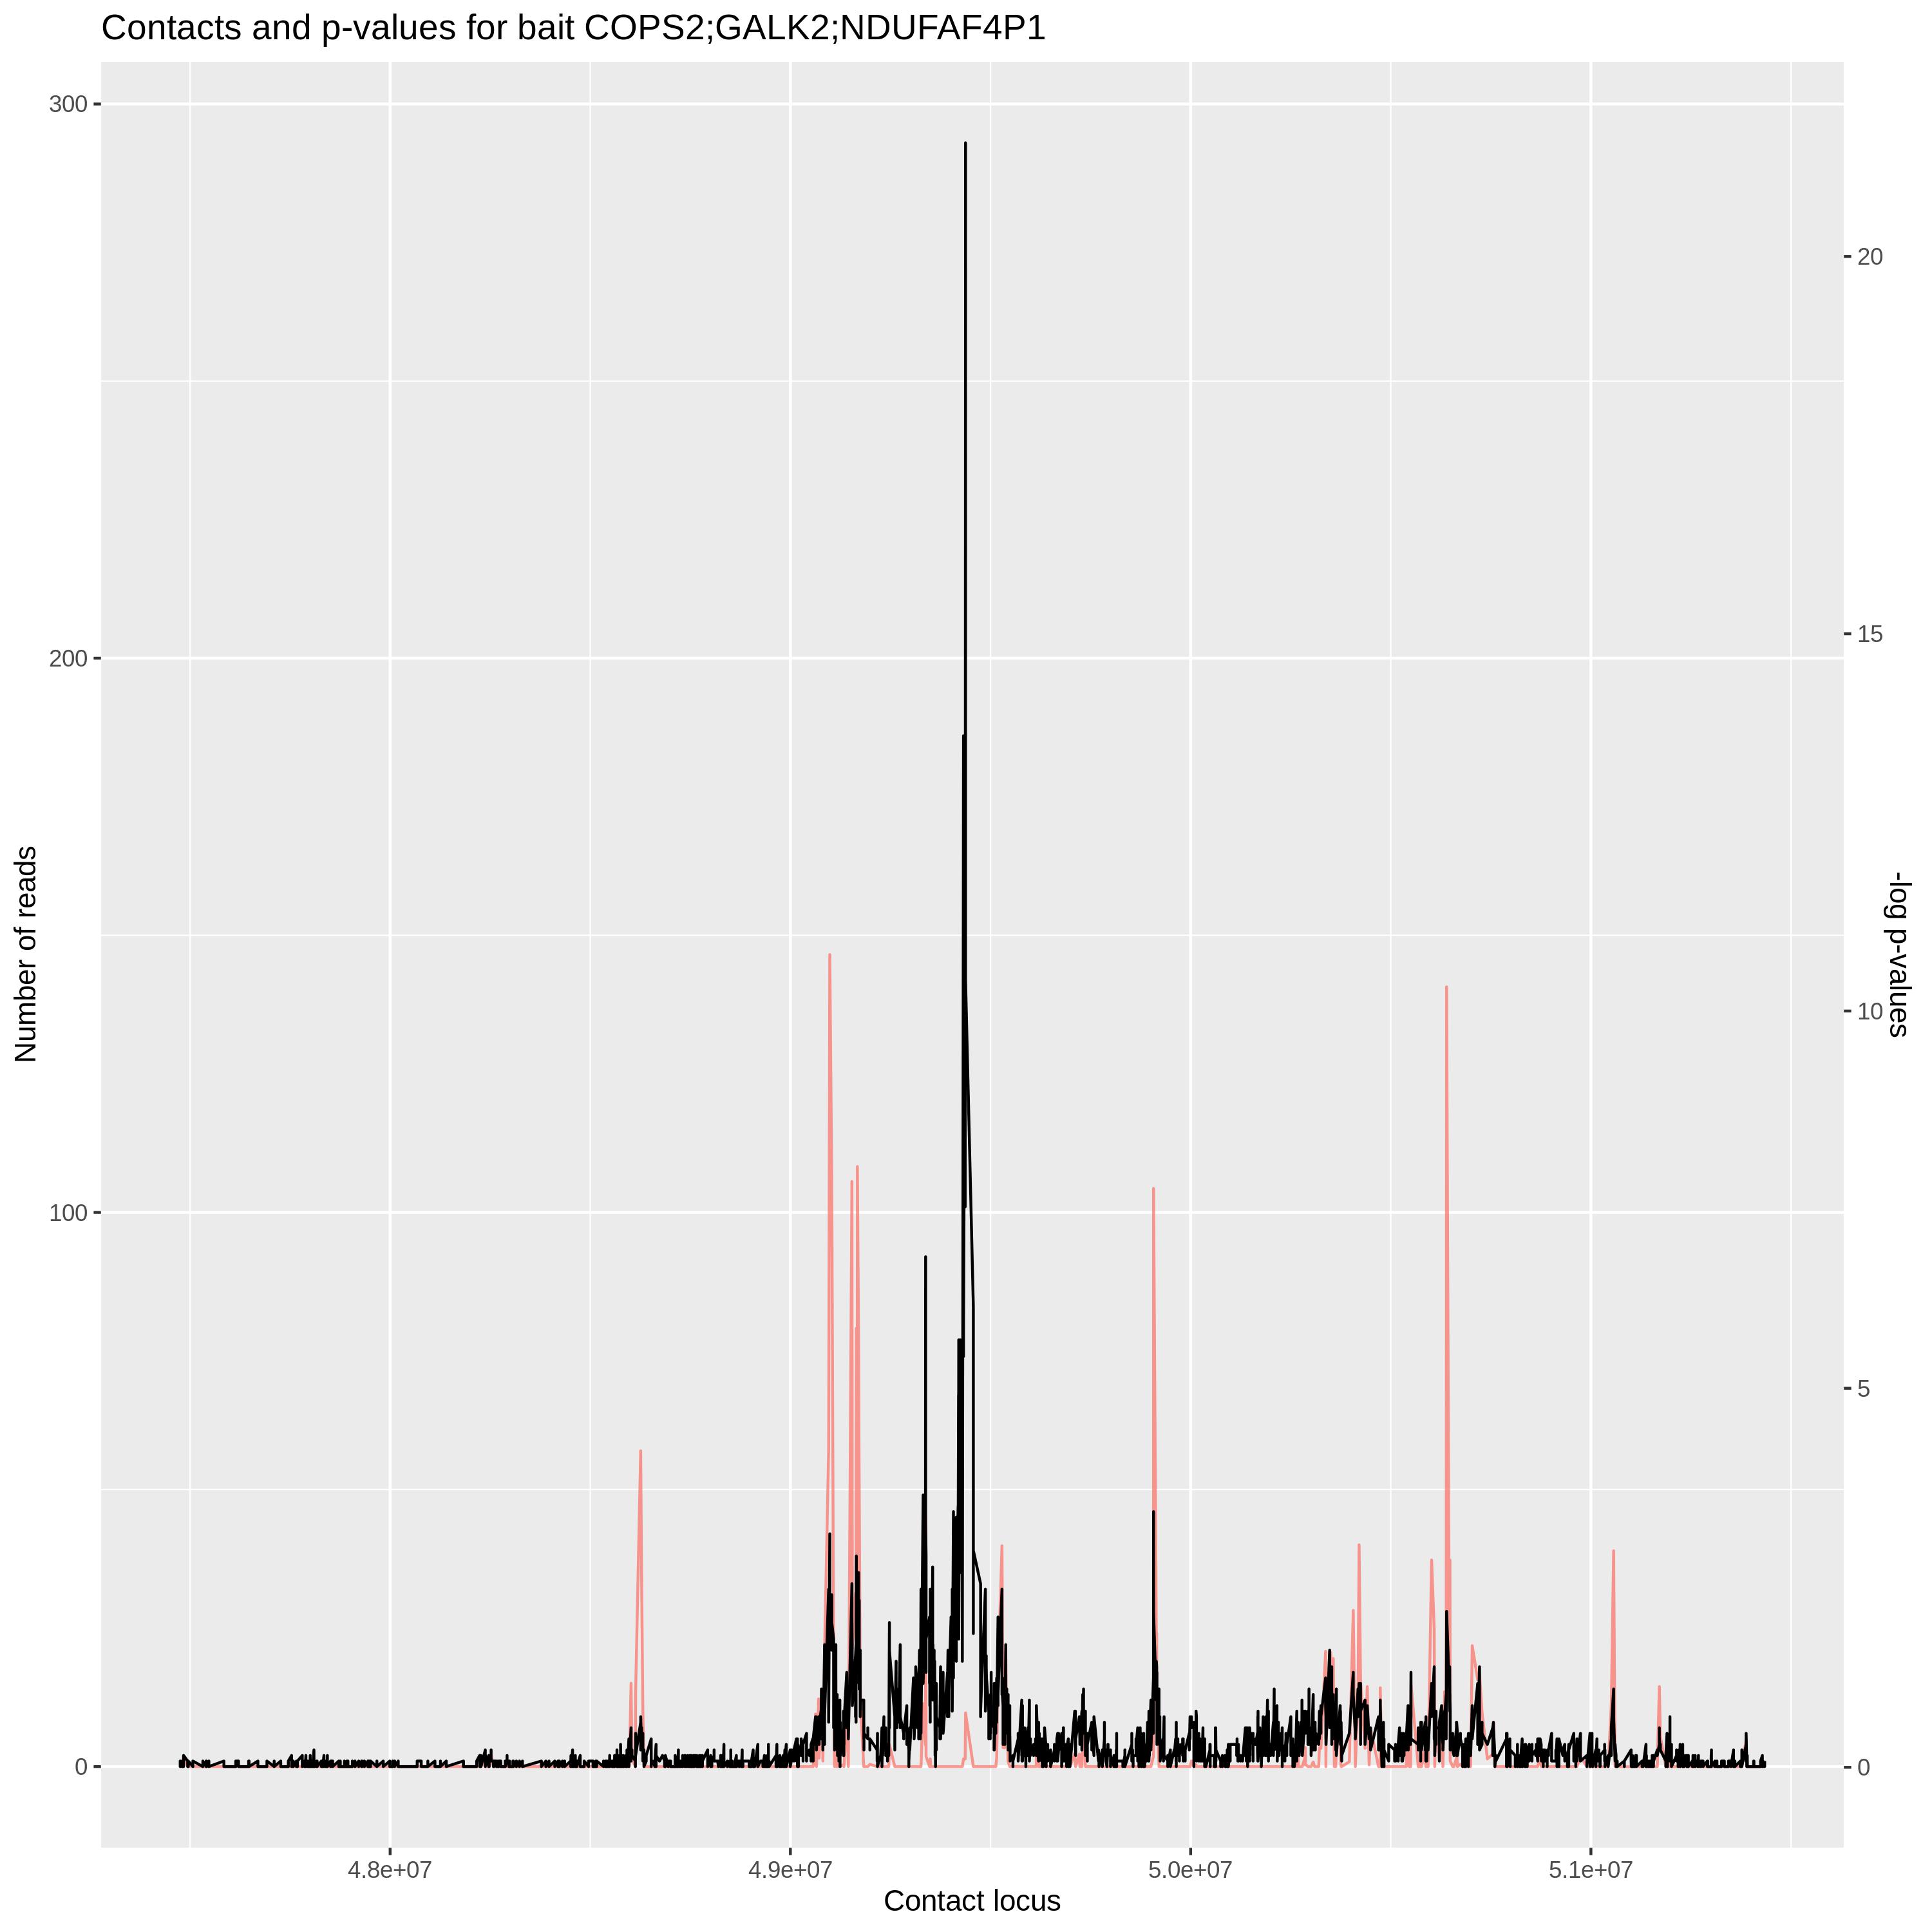 Contacts and p-values for bait COPS2;GALK2;NDUFAF4P1
300
200
100
0
Number of reads
20
15
10
5
0
-log p-values
4.8e+07
4.9e+07
5.0e+07
5.1e+07
Contact locus